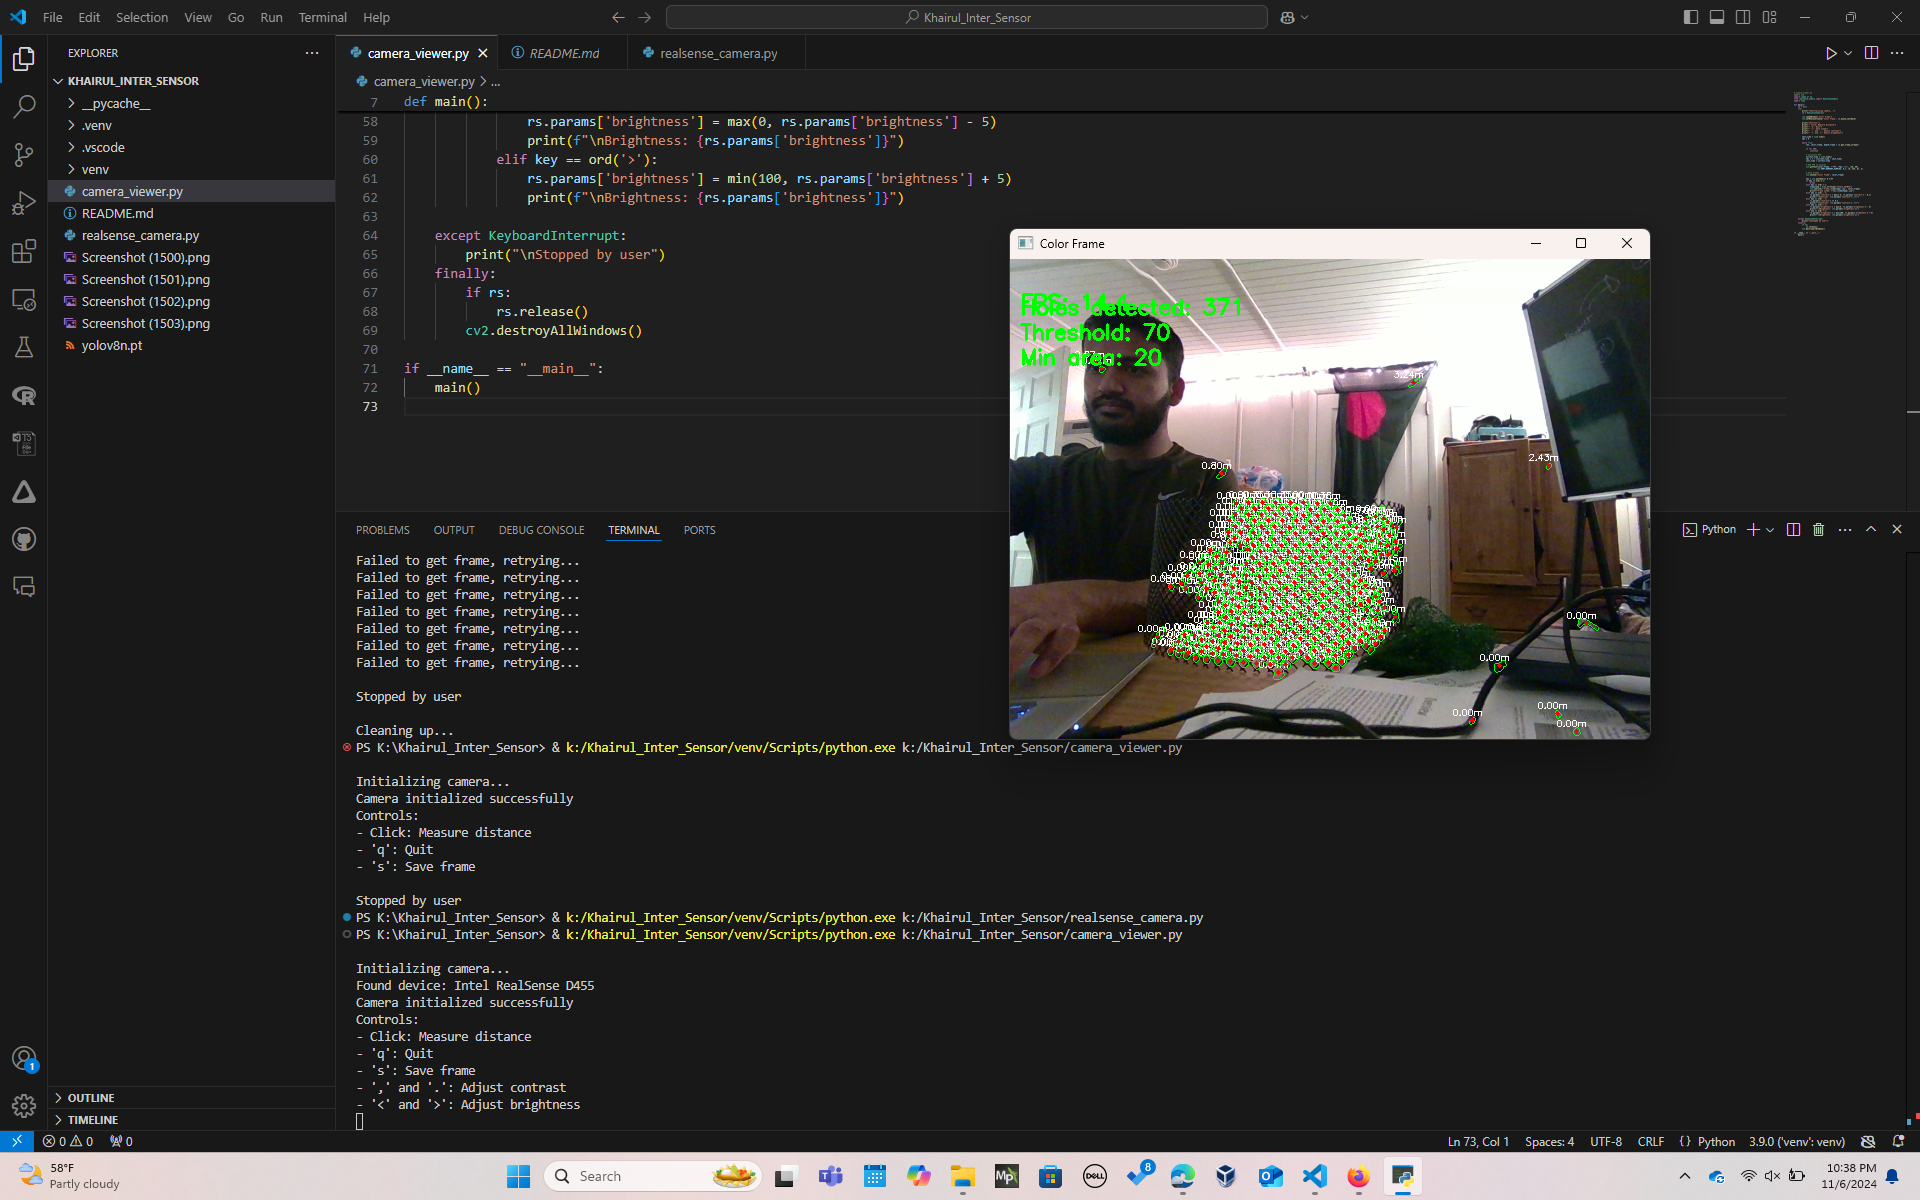 File Edit Selection View Go Run Terminal Help
Khairul_Inter_Sensor
EXPLORER
KHAIRUL_INTER_SENSOR
__pycache__
.venv
.vscode
venv
camera_viewer.py
README.md
realsense_camera.py
Screenshot (1500).png
Screenshot (1501).png
Screenshot (1502).png
Screenshot (1503).png
yolov8n.pt
OUTLINE
TIMELINE
camera_viewer.py README.md realsense_camera.py
camera_viewer.py > ...
7 def main():
58 rs.params['brightness'] = max(0, rs.params['brightness'] - 5)
59 print(f"\nBrightness: {rs.params['brightness']}")
60 elif key == ord('>'):
61 rs.params['brightness'] = min(100, rs.params['brightness'] + 5)
62 print(f"\nBrightness: {rs.params['brightness']}")
63
64 except KeyboardInterrupt:
65 print("\nStopped by user")
66 finally:
67 if rs:
68 rs.release()
69 cv2.destroyAllWindows()
70
71 if __name__ == "__main__":
72 main()
73
Color Frame
detected: 371
Threshold: 70
Min area: 20
3.24m
2.43m
0.80m
0.00m
0.00m
0.00m
0.00m
0.00m
0.00m
PROBLEMS OUTPUT DEBUG CONSOLE TERMINAL PORTS
Python
Failed to get frame, retrying...
Failed to get frame, retrying...
Failed to get frame, retrying...
Failed to get frame, retrying...
Failed to get frame, retrying...
Failed to get frame, retrying...
Failed to get frame, retrying...
Stopped by user
Cleaning up...
PS K:\Khairul_Inter_Sensor> & k:/Khairul_Inter_Sensor/venv/Scripts/python.exe k:/Khairul_Inter_Sensor/camera_viewer.py
Initializing camera...
Camera initialized successfully
Controls:
- Click: Measure distance
- 'q': Quit
- 's': Save frame
Stopped by user
PS K:\Khairul_Inter_Sensor> & k:/Khairul_Inter_Sensor/venv/Scripts/python.exe k:/Khairul_Inter_Sensor/realsense_camera.py
PS K:\Khairul_Inter_Sensor> & k:/Khairul_Inter_Sensor/venv/Scripts/python.exe k:/Khairul_Inter_Sensor/camera_viewer.py
Initializing camera...
Found device: Intel RealSense D455
Camera initialized successfully
Controls:
- Click: Measure distance
- 'q': Quit
- 's': Save frame
- ',' and '.': Adjust contrast
- '<' and '>': Adjust brightness
0 0 0 Ln 73, Col 1 Spaces: 4 UTF-8 CRLF {} Python 3.9.0 ('venv': venv)
58°F
Partly cloudy
Search
DELL
8
10:38 PM
11/6/2024